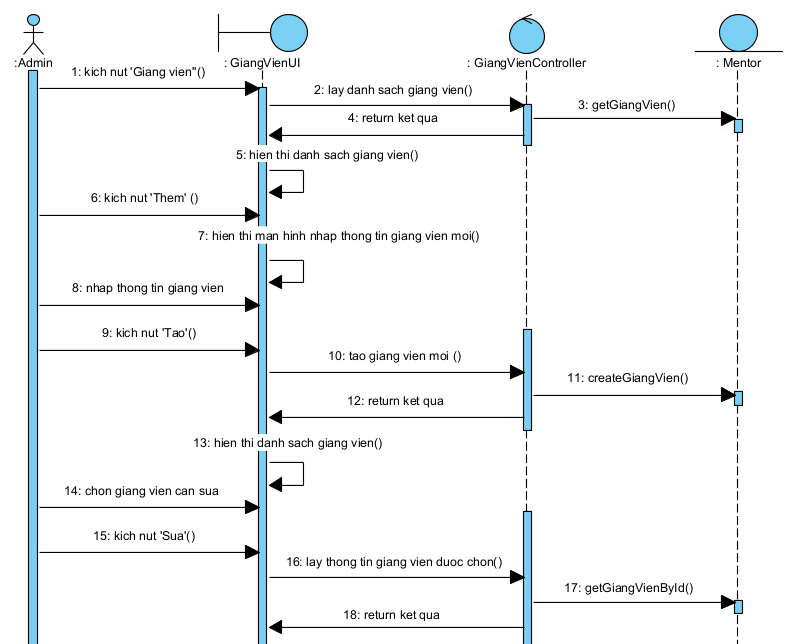 :Admin
: GiangVienUI
: GiangVienController
: Mentor
1: kich nut 'Giang vien"()
2: lay danh sach giang vien()
3: getGiangVien()
4: return ket qua
5: hien thi danh sach giang vien()
6: kich nut 'Them' ()
7: hien thi man hinh nhap thong tin giang vien moi()
8: nhap thong tin giang vien
9: kich nut 'Tao'()
10: tao giang vien moi ()
11: createGiangVien()
12: return ket qua
13: hien thi danh sach giang vien()
14: chon giang vien can sua
15: kich nut 'Sua'()
16: lay thong tin giang vien duoc chon()
17: getGiangVienById()
18: return ket qua